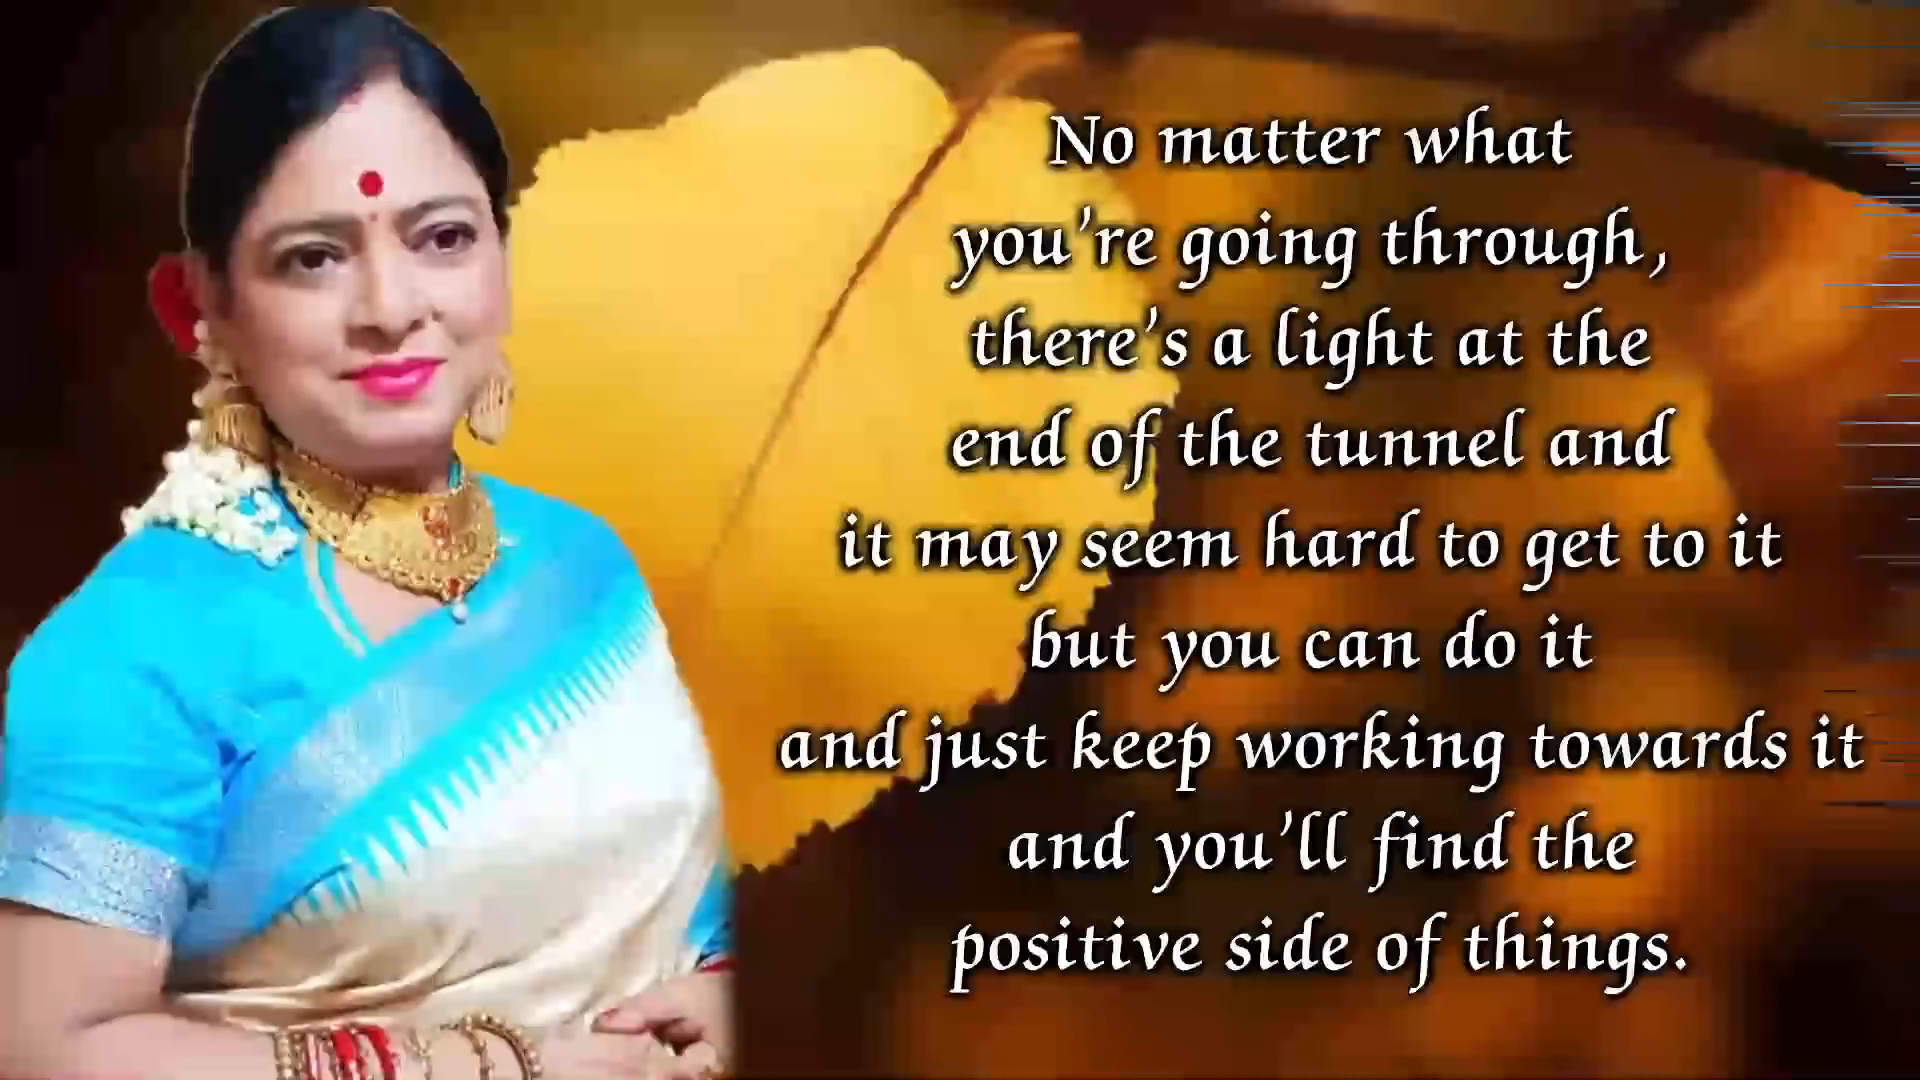 No matter what
you're going through,
there's a light at the
end of the tunnel and
it may seem hard to get to it
but you can do it
and just keep working towards it
and you'll find the
positive side of things.